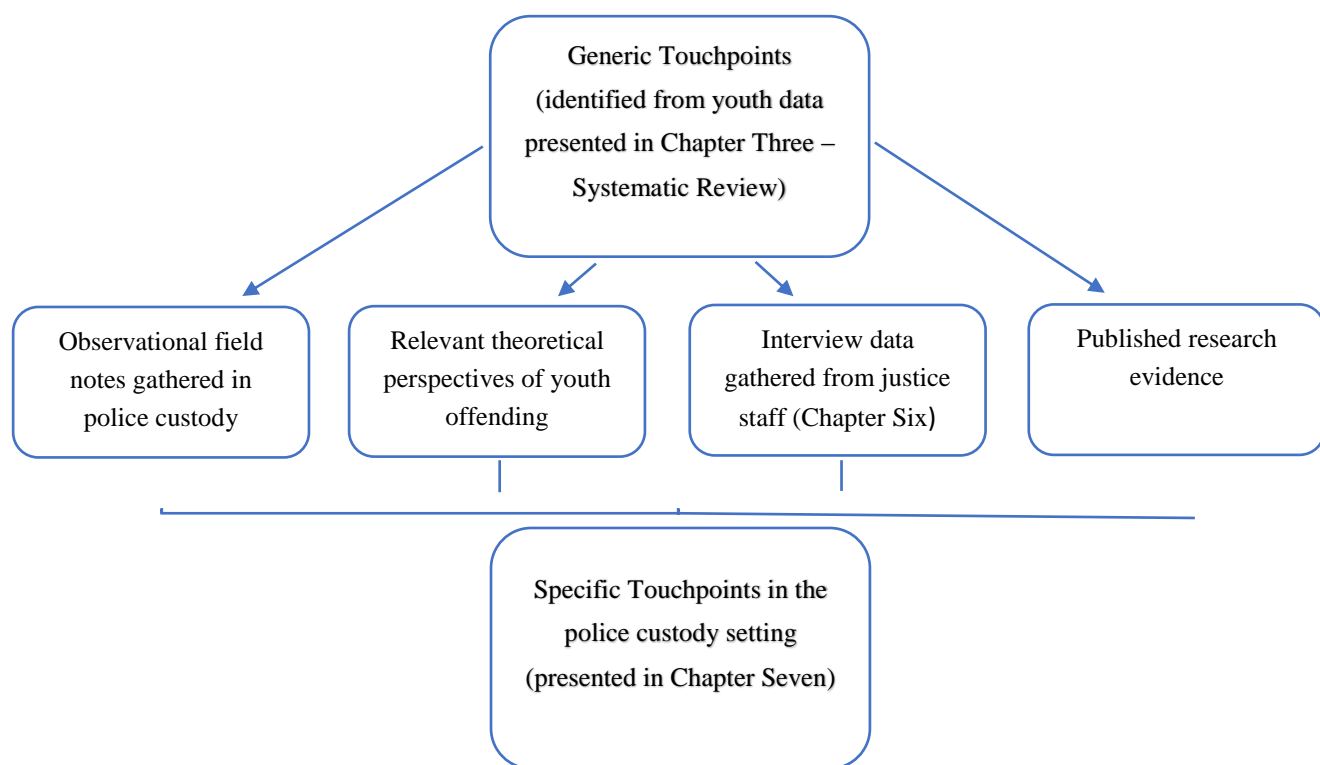 Generic Touchpoints
(identified from youth data
presented in Chapter Three –
Systematic Review)
Observational field
notes gathered in
police custody
Relevant theoretical
perspectives of youth
offending
Interview data
gathered from justice
staff (Chapter Six)
Published research
evidence
Specific Touchpoints in the
police custody setting
(presented in Chapter Seven)